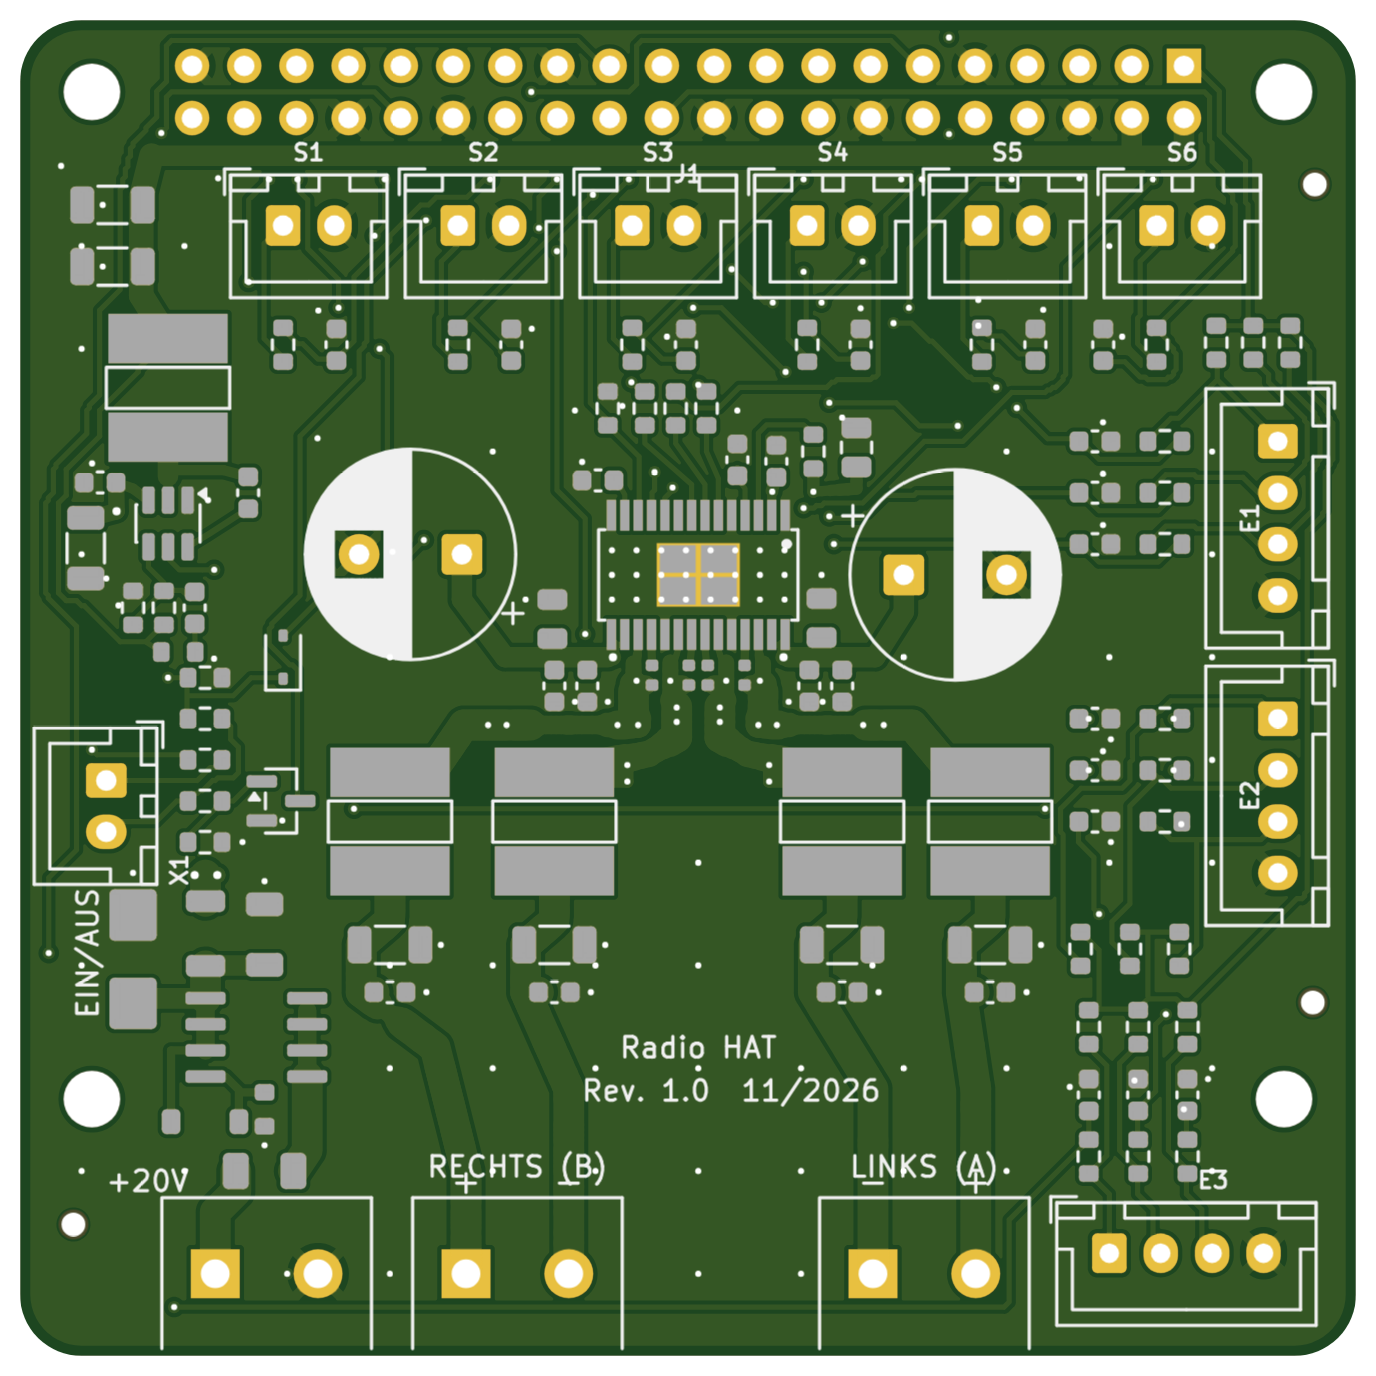 S1 S2 S3 S4 S5 S6
J1
E1
+
+
E2
X1
EIN/AUS
Radio HAT
Rev. 1.0 11/2026
+20V RECHTS (B) LINKS (A) E3
+ − − +